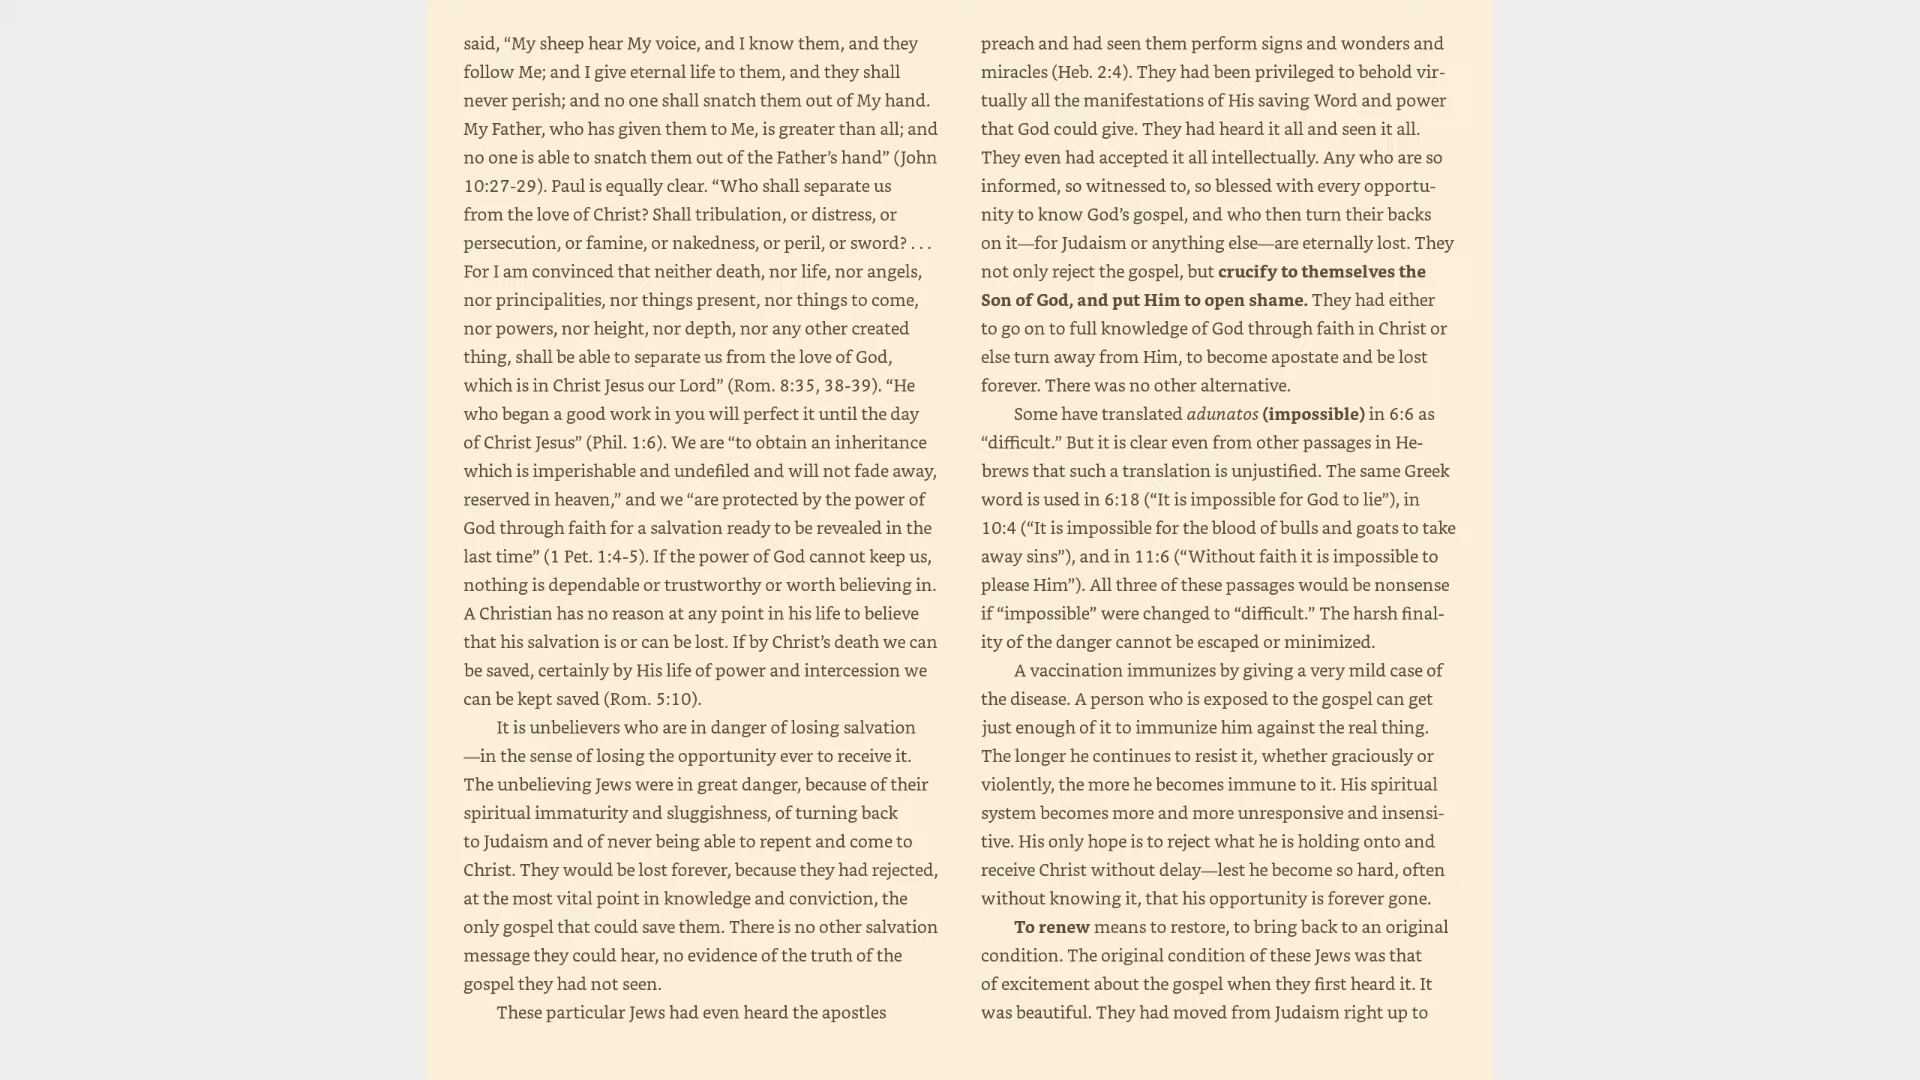 said, “My sheep hear My voice, and I know them, and they
follow Me; and I give eternal life to them, and they shall
never perish; and no one shall snatch them out of My hand.
My Father, who has given them to Me, is greater than all; and
no one is able to snatch them out of the Father’s hand” (John
10:27-29). Paul is equally clear. “Who shall separate us
from the love of Christ? Shall tribulation, or distress, or
persecution, or famine, or nakedness, or peril, or sword? . . .
For I am convinced that neither death, nor life, nor angels,
nor principalities, nor things present, nor things to come,
nor powers, nor height, nor depth, nor any other created
thing, shall be able to separate us from the love of God,
which is in Christ Jesus our Lord” (Rom. 8:35, 38-39). “He
who began a good work in you will perfect it until the day
of Christ Jesus” (Phil. 1:6). We are “to obtain an inheritance
which is imperishable and undefiled and will not fade away,
reserved in heaven,” and we “are protected by the power of
God through faith for a salvation ready to be revealed in the
last time” (1 Pet. 1:4-5). If the power of God cannot keep us,
nothing is dependable or trustworthy or worth believing in.
A Christian has no reason at any point in his life to believe
that his salvation is or can be lost. If by Christ’s death we can
be saved, certainly by His life of power and intercession we
can be kept saved (Rom. 5:10).
It is unbelievers who are in danger of losing salvation
—in the sense of losing the opportunity ever to receive it.
The unbelieving Jews were in great danger, because of their
spiritual immaturity and sluggishness, of turning back
to Judaism and of never being able to repent and come to
Christ. They would be lost forever, because they had rejected,
at the most vital point in knowledge and conviction, the
only gospel that could save them. There is no other salvation
message they could hear, no evidence of the truth of the
gospel they had not seen.
These particular Jews had even heard the apostles
preach and had seen them perform signs and wonders and
miracles (Heb. 2:4). They had been privileged to behold vir-
tually all the manifestations of His saving Word and power
that God could give. They had heard it all and seen it all.
They even had accepted it all intellectually. Any who are so
informed, so witnessed to, so blessed with every opportu-
nity to know God’s gospel, and who then turn their backs
on it—for Judaism or anything else—are eternally lost. They
not only reject the gospel, but crucify to themselves the
Son of God, and put Him to open shame. They had either
to go on to full knowledge of God through faith in Christ or
else turn away from Him, to become apostate and be lost
forever. There was no other alternative.
Some have translated adunatos (impossible) in 6:6 as
“difficult.” But it is clear even from other passages in He-
brews that such a translation is unjustified. The same Greek
word is used in 6:18 (“It is impossible for God to lie”), in
10:4 (“It is impossible for the blood of bulls and goats to take
away sins”), and in 11:6 (“Without faith it is impossible to
please Him”). All three of these passages would be nonsense
if “impossible” were changed to “difficult.” The harsh final-
ity of the danger cannot be escaped or minimized.
A vaccination immunizes by giving a very mild case of
the disease. A person who is exposed to the gospel can get
just enough of it to immunize him against the real thing.
The longer he continues to resist it, whether graciously or
violently, the more he becomes immune to it. His spiritual
system becomes more and more unresponsive and insensi-
tive. His only hope is to reject what he is holding onto and
receive Christ without delay—lest he become so hard, often
without knowing it, that his opportunity is forever gone.
To renew means to restore, to bring back to an original
condition. The original condition of these Jews was that
of excitement about the gospel when they first heard it. It
was beautiful. They had moved from Judaism right up to